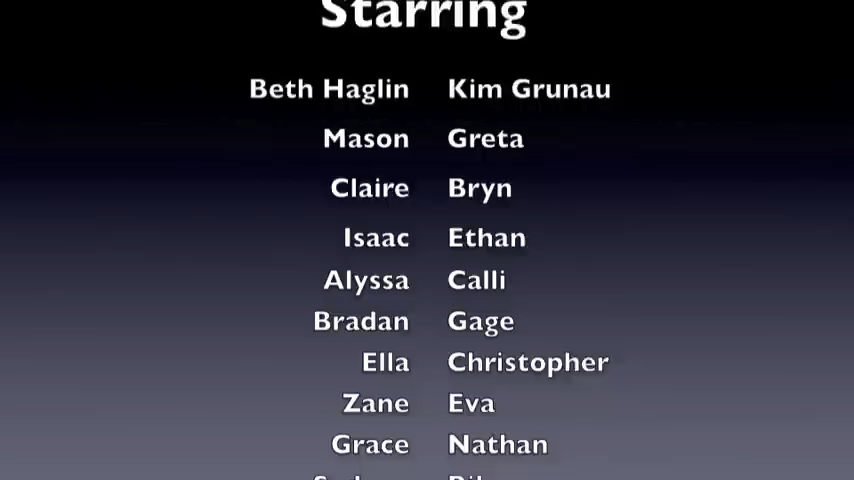 Starring
Beth Haglin Kim Grunau
Mason Greta
Claire Bryn
Isaac Ethan
Alyssa Calli
Bradan Gage
Ella Christopher
Zane Eva
Grace Nathan